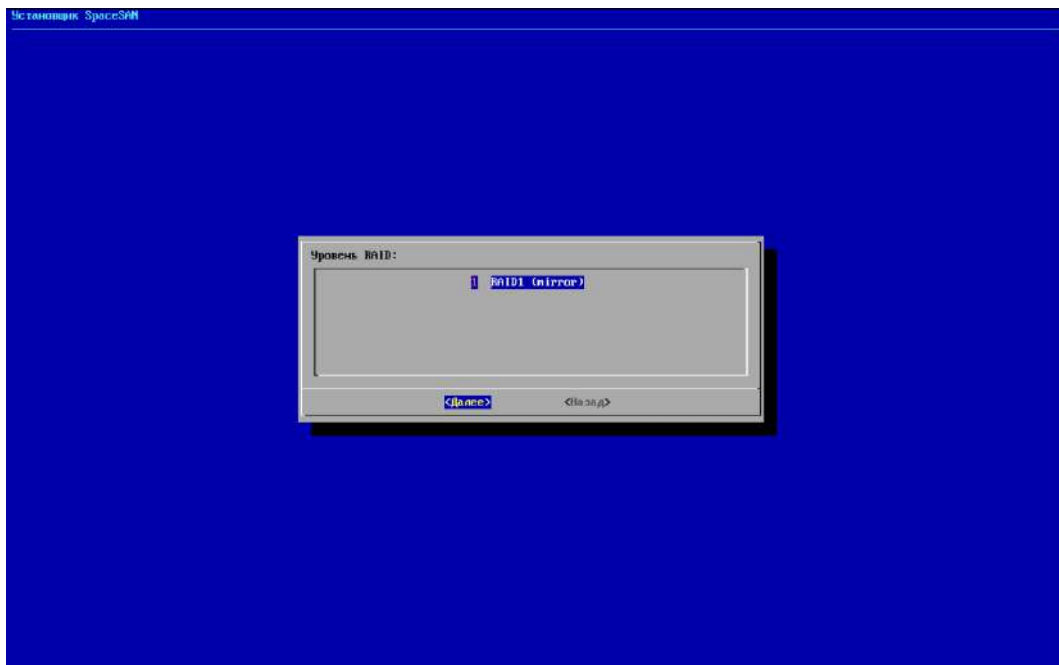 Установщик SpaceSAN
Уровень RAID:
1 RAID1 (mirror)
<Далее> <Назад>